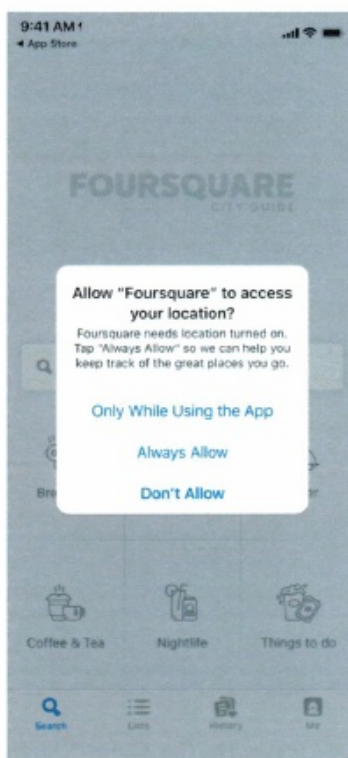 9:41 AM
◀ App Store
FOURSQUARE
CITY GUIDE
Allow "Foursquare" to access
your location?
Foursquare needs location turned on.
Tap "Always Allow" so we can help you
keep track of the great places you go.
Only While Using the App
Always Allow
Don't Allow
Coffee & Tea Nightlife Things to do
Search Lists History Me